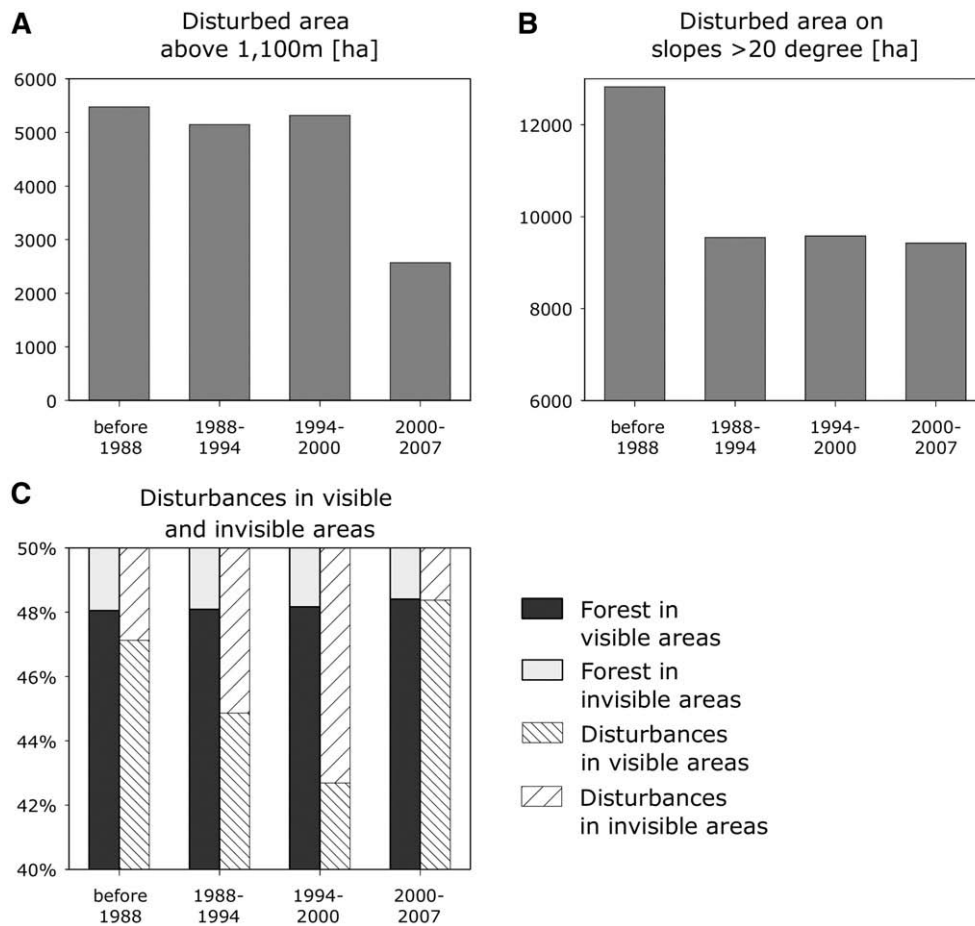 A
Disturbed area
above 1,100m [ha]
6000
5000
4000
3000
2000
1000
0
before
1988
1988-
1994
1994-
2000
2000-
2007
B
Disturbed area on
slopes >20 degree [ha]
12000
10000
8000
6000
before
1988
1988-
1994
1994-
2000
2000-
2007
C
Disturbances in visible
and invisible areas
50%
48%
46%
44%
42%
40%
before
1988
1988-
1994
1994-
2000
2000-
2007
Forest in
visible areas
Forest in
invisible areas
Disturbances
in visible areas
Disturbances
in invisible areas